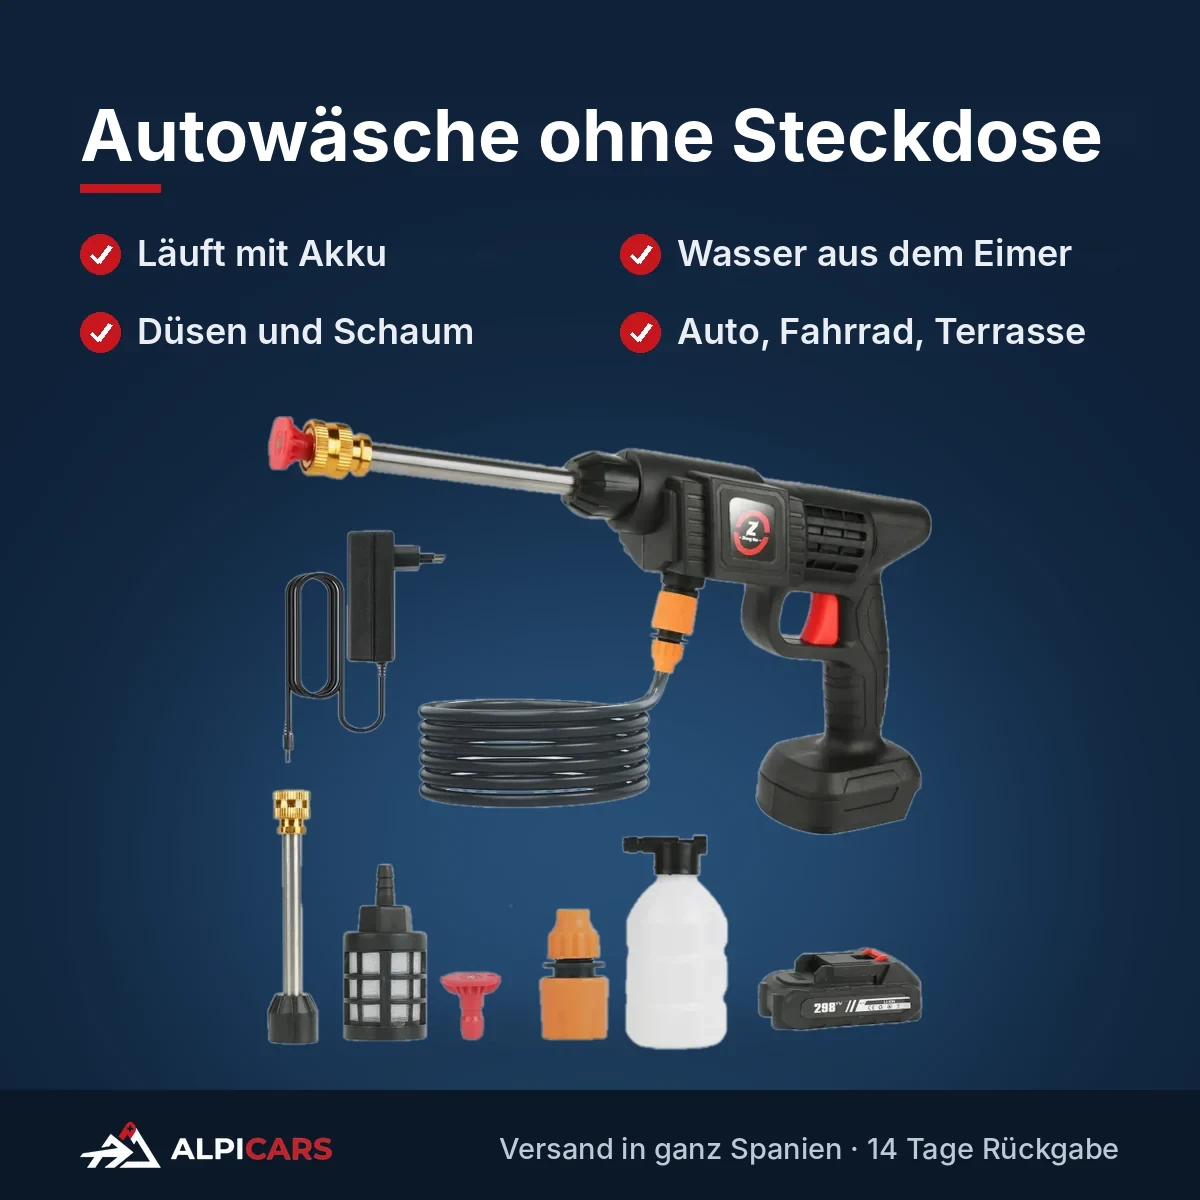 Autowäsche ohne Steckdose
Läuft mit Akku
Wasser aus dem Eimer
Düsen und Schaum
Auto, Fahrrad, Terrasse
Z
298
ALPICARS
Versand in ganz Spanien · 14 Tage Rückgabe